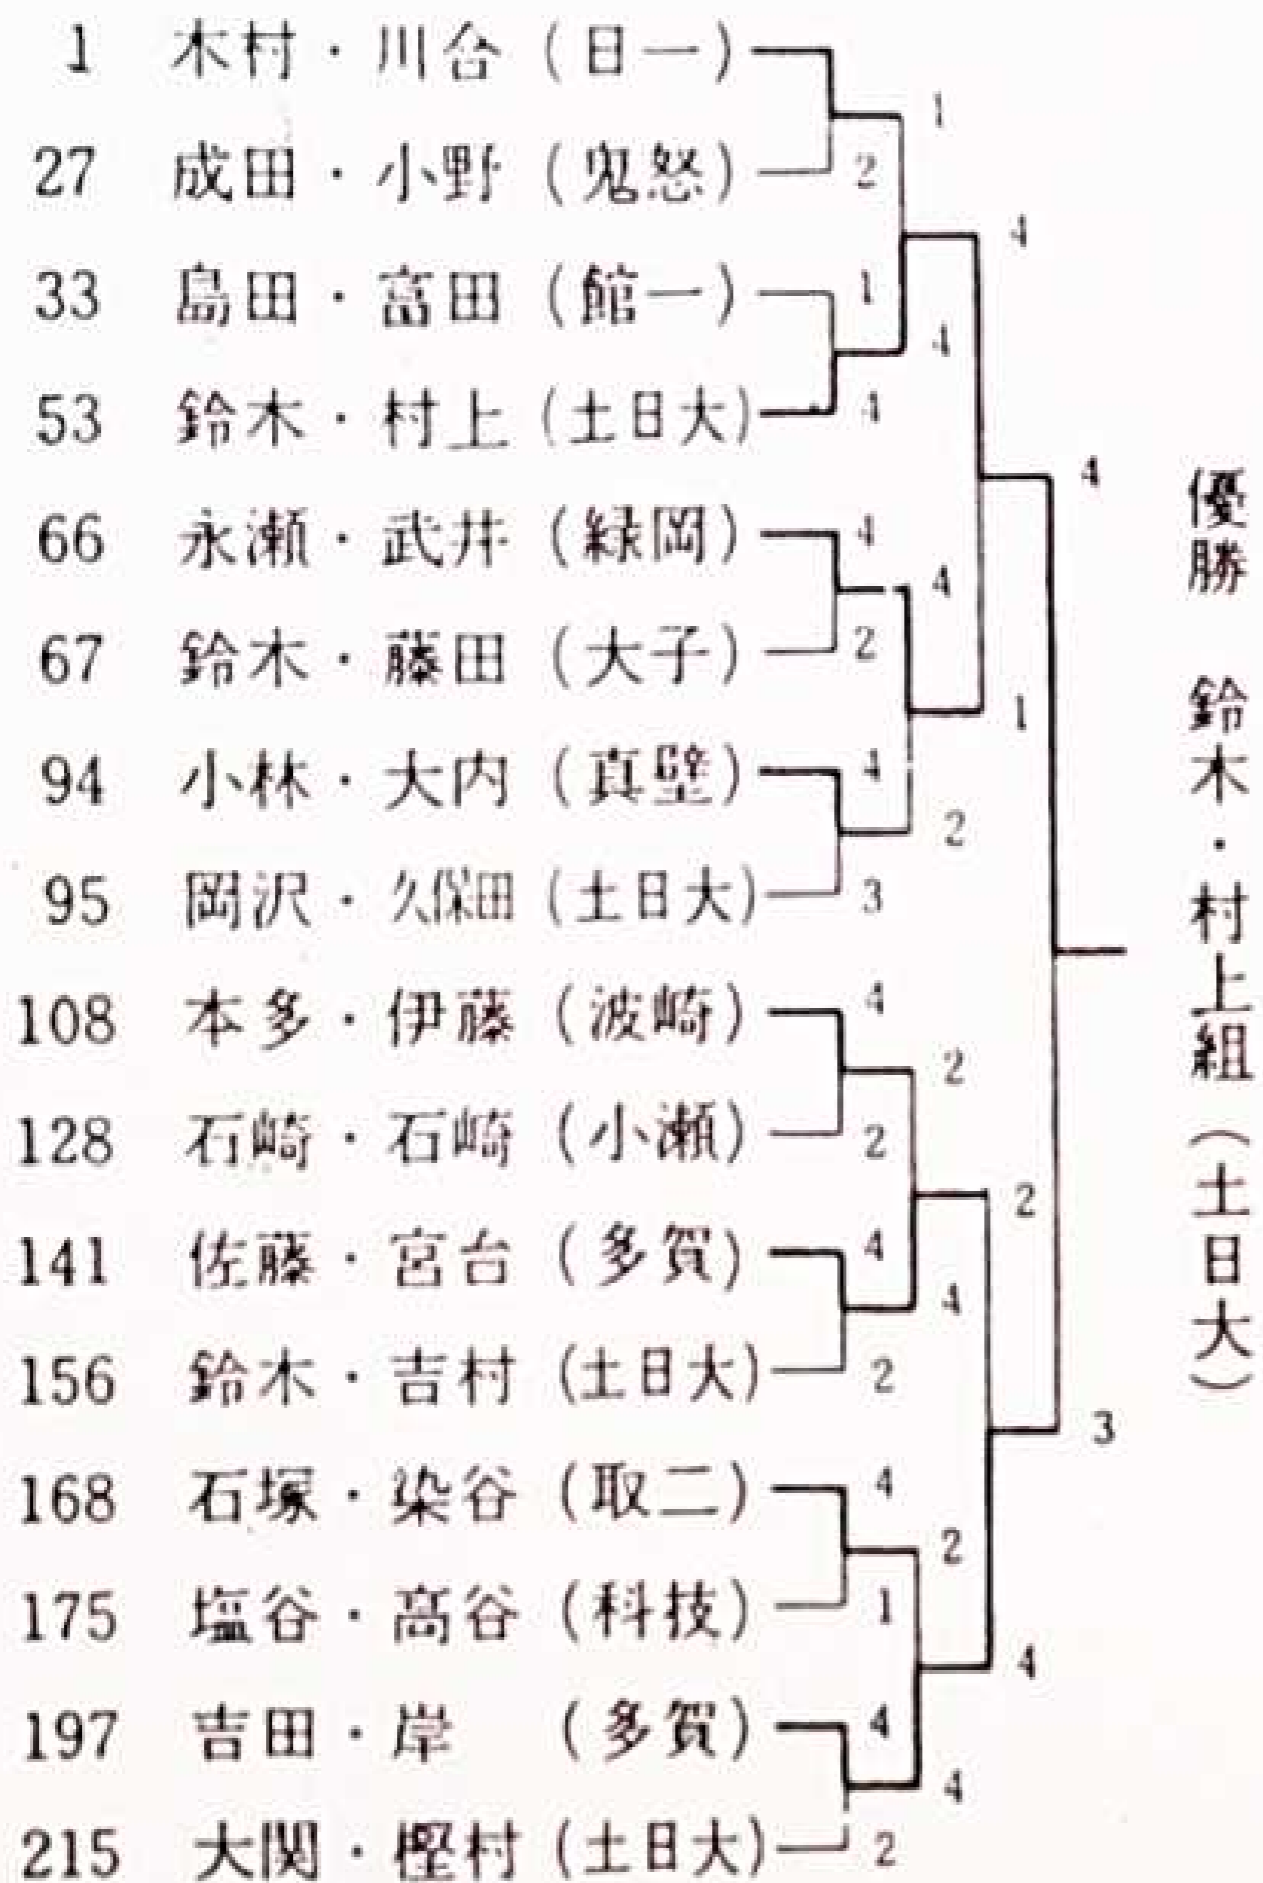 1 木村・川合（日一）
1
27 成田・小野（鬼怒） 2
4
33 島田・富田（館一） 1
4
53 鈴木・村上（土日大） 4
4
66 永瀬・武井（緑岡） 4
4
67 鈴木・藤田（大子） 2
1
94 小林・大内（真壁） 4
2
95 岡沢・久保田（土日大） 3
108 本多・伊藤（波崎） 4
2
128 石崎・石崎（小瀬） 2
2
141 佐藤・宮台（多賀） 4
4
156 鈴木・吉村（土日大） 2
3
168 石塚・染谷（取二） 4
2
175 塩谷・高谷（科技） 1
4
197 吉田・岸（多賀） 4
4
215 大関・樫村（土日大） 2
優勝 鈴木・村上組（土日大）